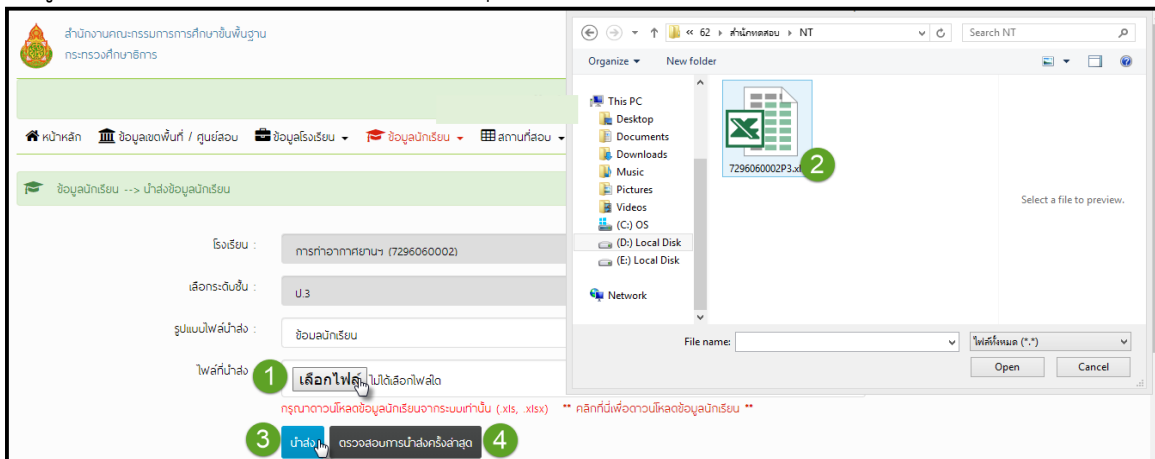 สำนักงานคณะกรรมการการศึกษาขั้นพื้นฐาน
กระทรวงศึกษาธิการ
หน้าหลัก ข้อมูลเขตพื้นที่ / ศูนย์สอบ ข้อมูลโรงเรียน ข้อมูลนักเรียน สถานที่สอบ
ข้อมูลนักเรียน --> นำส่งข้อมูลนักเรียน
โรงเรียน : การท่าอากาศยานฯ (7296060002)
เลือกระดับชั้น : ป.3
รูปแบบไฟล์นำส่ง : ข้อมูลนักเรียน
ไฟล์ที่นำส่ง 1 เลือกไฟล์ ไม่ได้เลือกไฟล์ใด
กรุณาดาวน์โหลดข้อมูลนักเรียนจากระบบเท่านั้น (.xls, .xlsx) ** คลิกที่นี่เพื่อดาวน์โหลดข้อมูลนักเรียน **
3 นำส่ง ตรวจสอบการนำส่งครั้งล่าสุด 4
« 62 สำนักทดสอบ NT Search NT
Organize New folder
This PC
Desktop
Documents
Downloads
Music
Pictures
Videos
(C:) OS
(D:) Local Disk
(E:) Local Disk
Network
7296060002P3.xl 2
Select a file to preview.
File name: ไฟล์ทั้งหมด (*.*)
Open Cancel